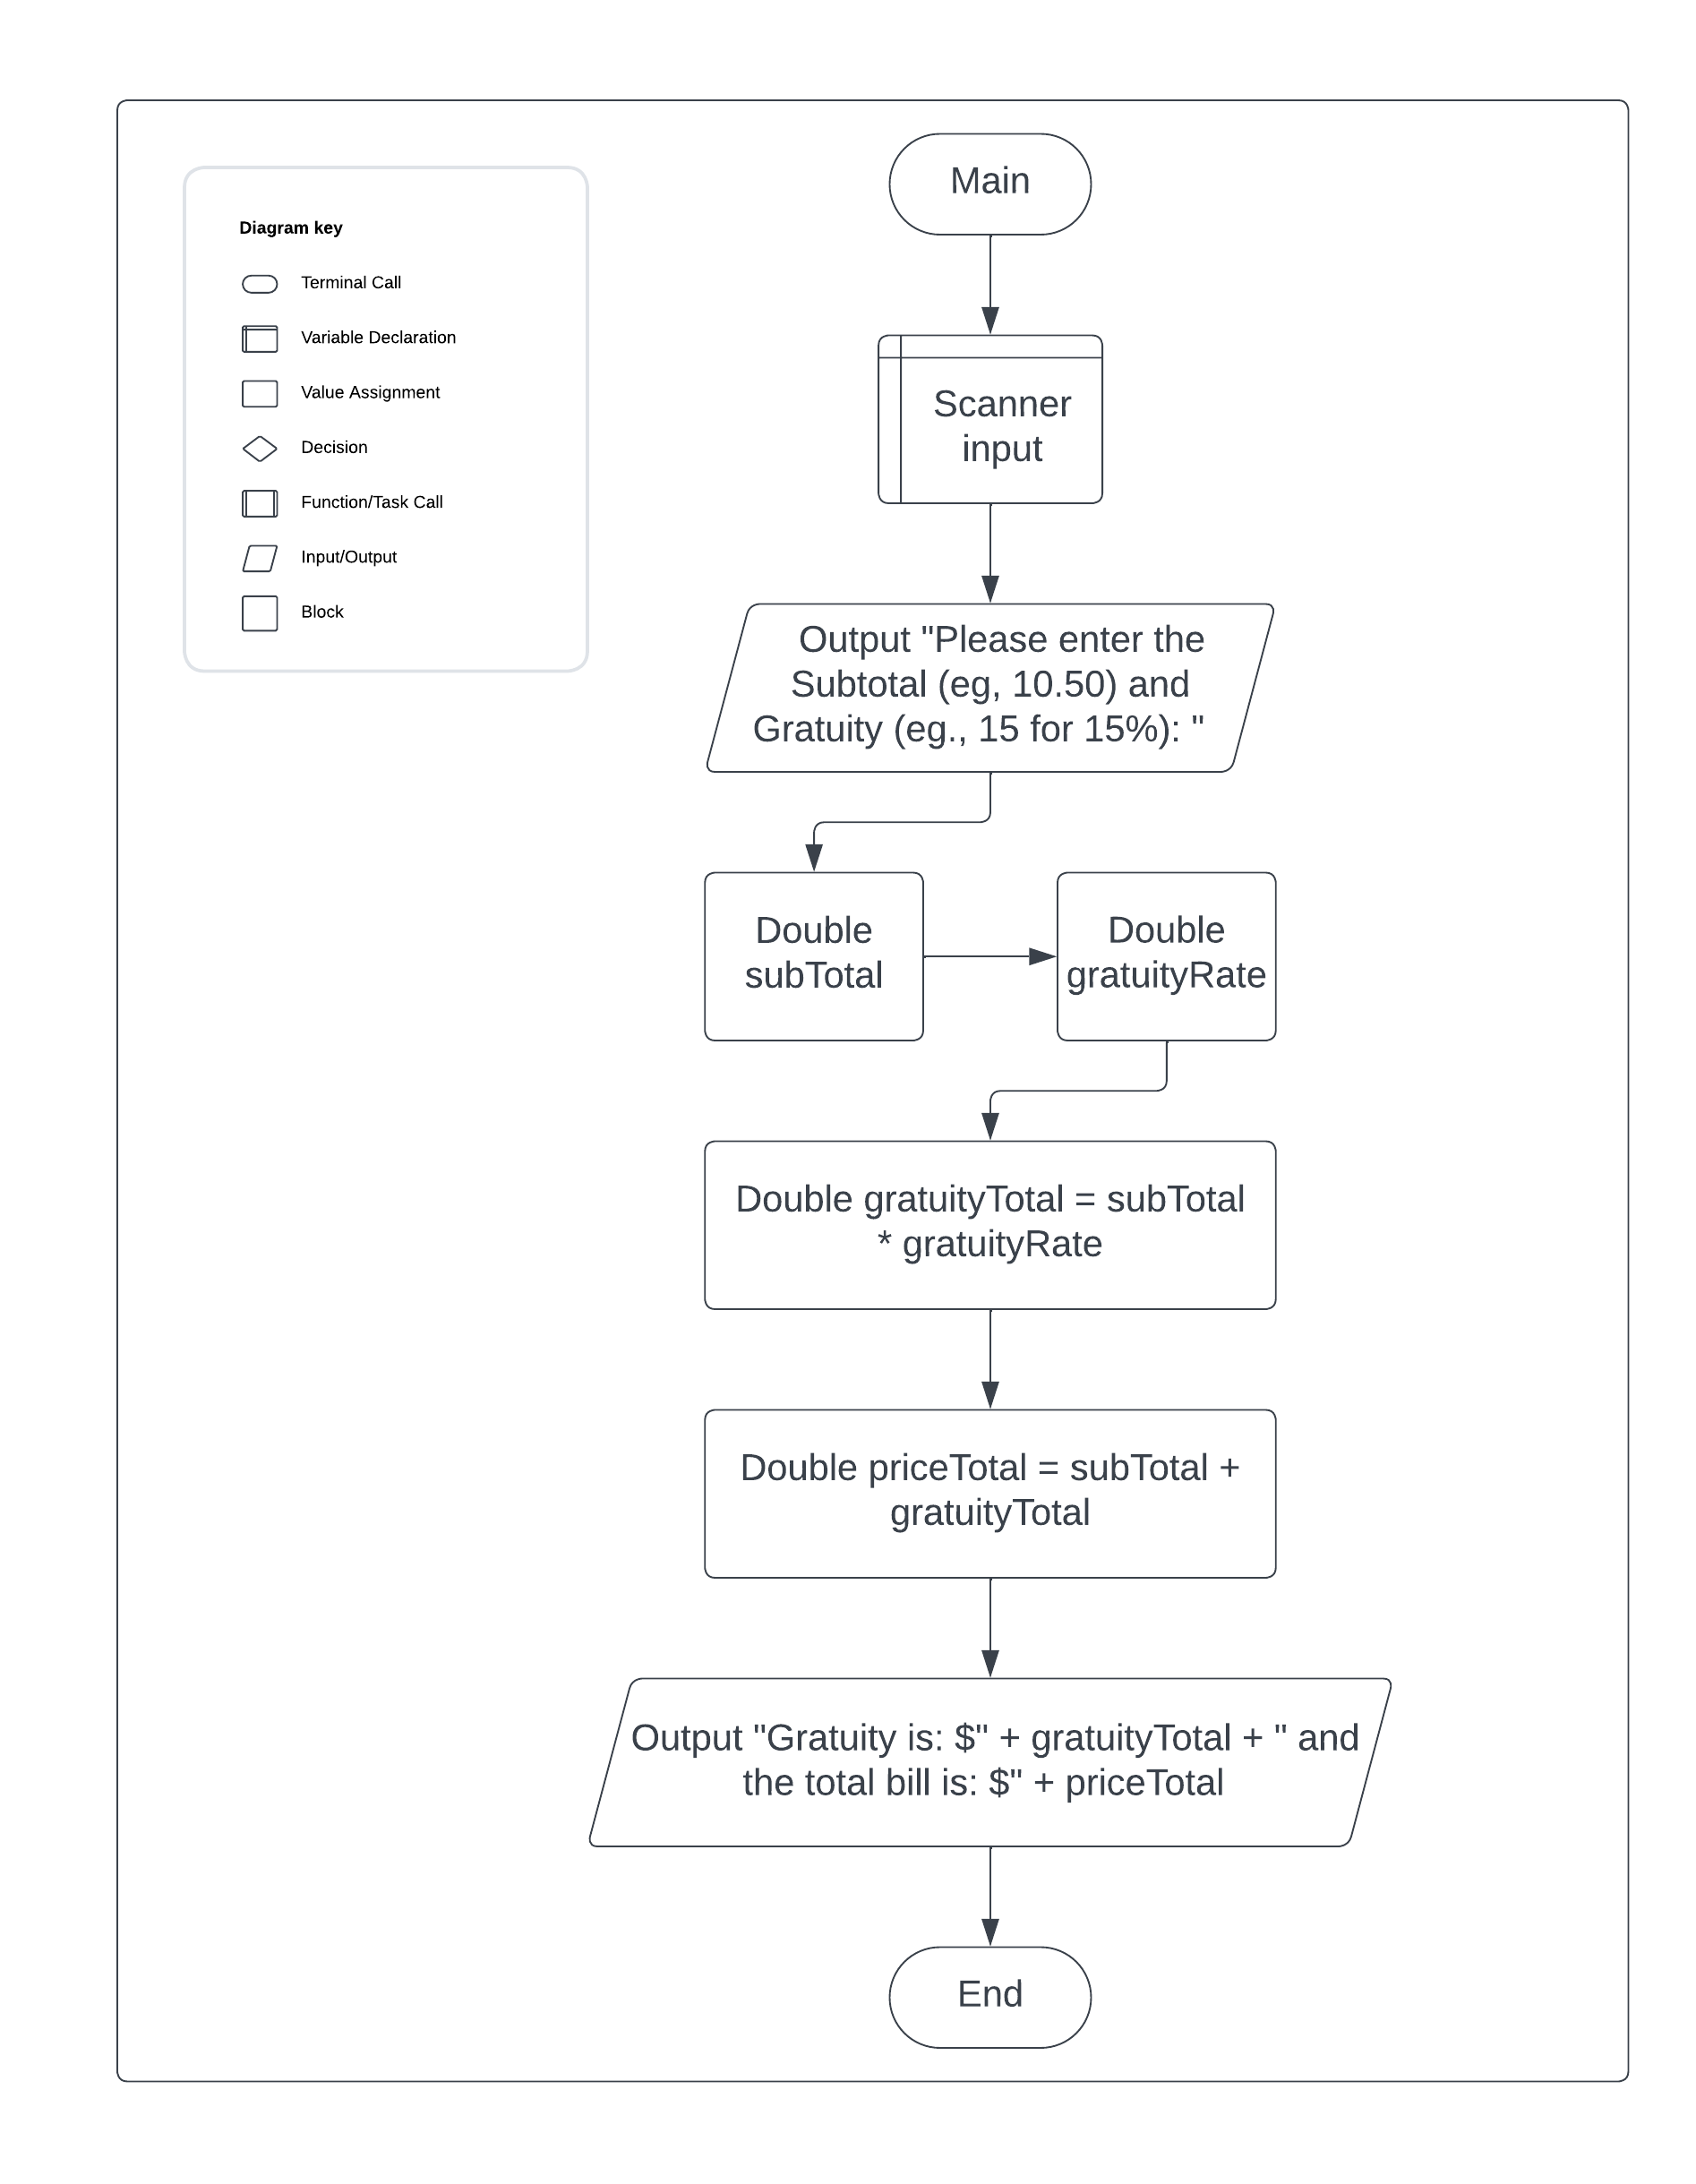 Diagram key
Terminal Call
Variable Declaration
Value Assignment
Decision
Function/Task Call
Input/Output
Block
Main
Scanner
input
Output "Please enter the
Subtotal (eg, 10.50) and
Gratuity (eg., 15 for 15%): "
Double
subTotal
Double
gratuityRate
Double gratuityTotal = subTotal
* gratuityRate
Double priceTotal = subTotal +
gratuityTotal
Output "Gratuity is: $" + gratuityTotal + " and
the total bill is: $" + priceTotal
End